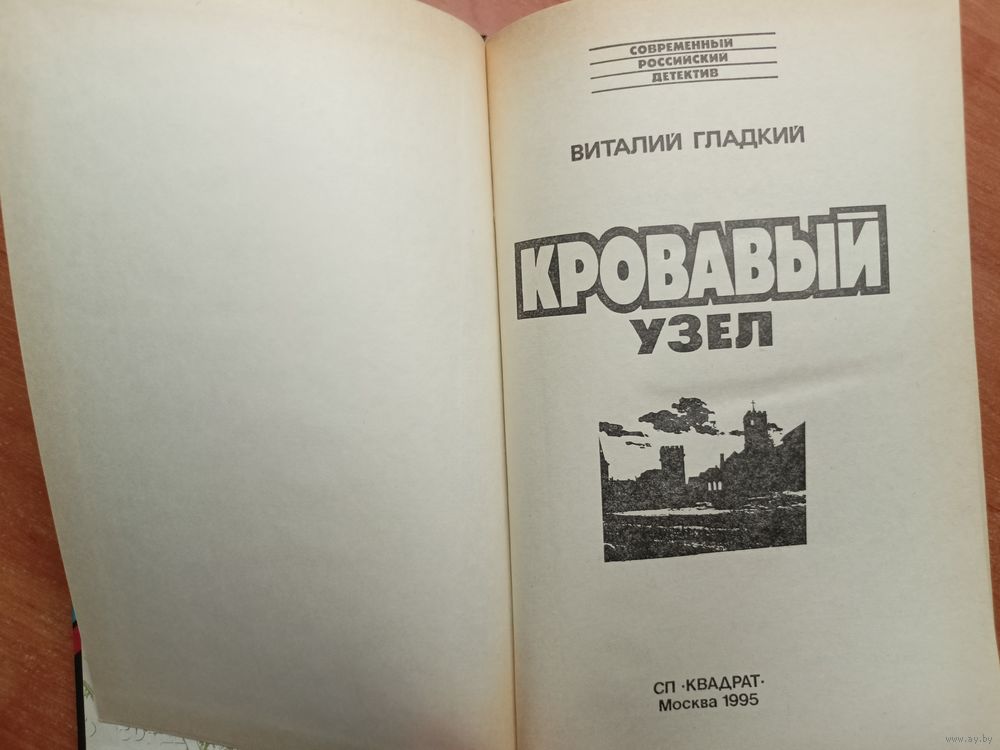 СОВРЕМЕННЫЙ
РОССИЙСКИЙ
ДЕТЕКТИВ
ВИТАЛИЙ ГЛАДКИЙ
КРОВАВЫЙ
УЗЕЛ
СП ·КВАДРАТ·
Москва 1995
www.ay.by